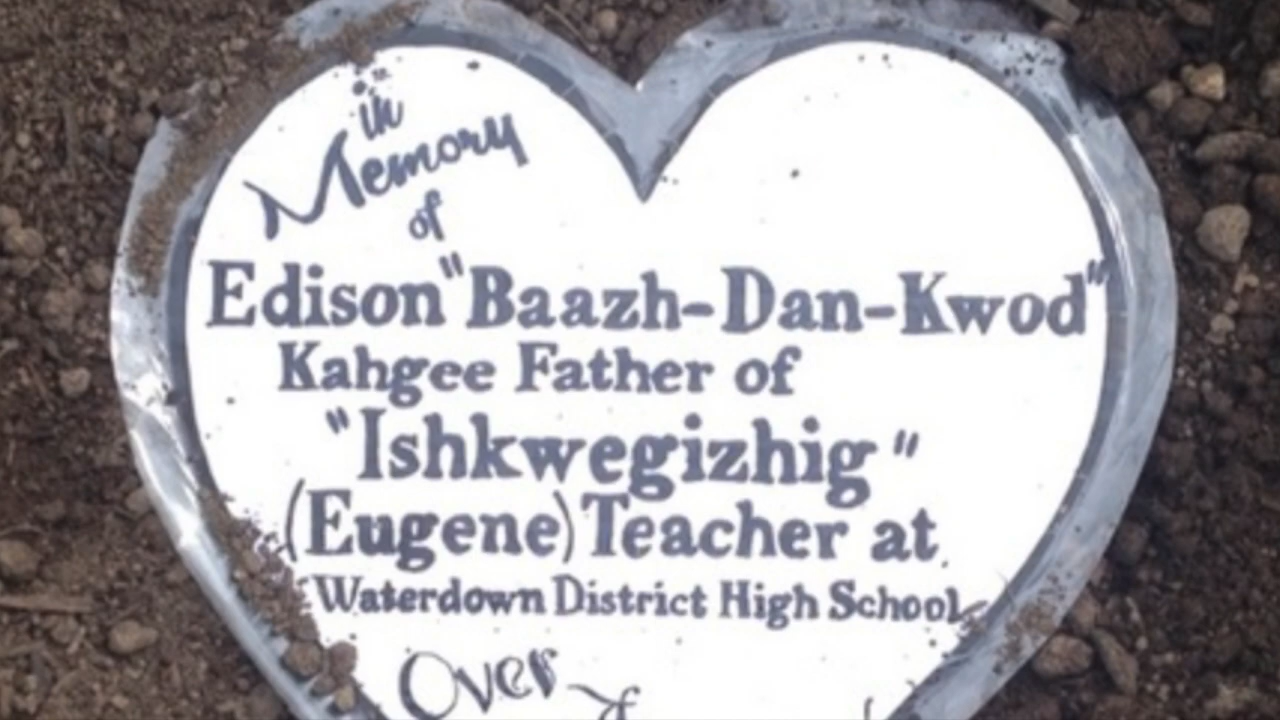 in
Memory
of
Edison "Baazh-Dan-Kwod"
Kahgee Father of
"Ishkwegizhig"
(Eugene) Teacher at
Waterdown District High School
Over